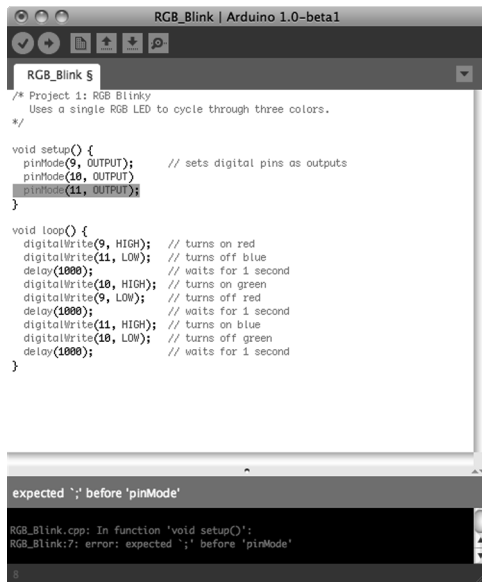 RGB_Blink | Arduino 1.0-beta1
RGB_Blink §
/* Project 1: RGB Blinky
   Uses a single RGB LED to cycle through three colors.
*/
void setup() {
  pinMode(9, OUTPUT);      // sets digital pins as outputs
  pinMode(10, OUTPUT)
  pinMode(11, OUTPUT);
}
void loop() {
  digitalWrite(9, HIGH);   // turns on red
  digitalWrite(11, LOW);   // turns off blue
  delay(1000);             // waits for 1 second
  digitalWrite(10, HIGH);  // turns on green
  digitalWrite(9, LOW);    // turns off red
  delay(1000);             // waits for 1 second
  digitalWrite(11, HIGH);  // turns on blue
  digitalWrite(10, LOW);   // turns off green
  delay(1000);             // waits for 1 second
}
expected `;' before 'pinMode'
RGB_Blink.cpp: In function 'void setup()':
RGB_Blink:7: error: expected `;' before 'pinMode'
8